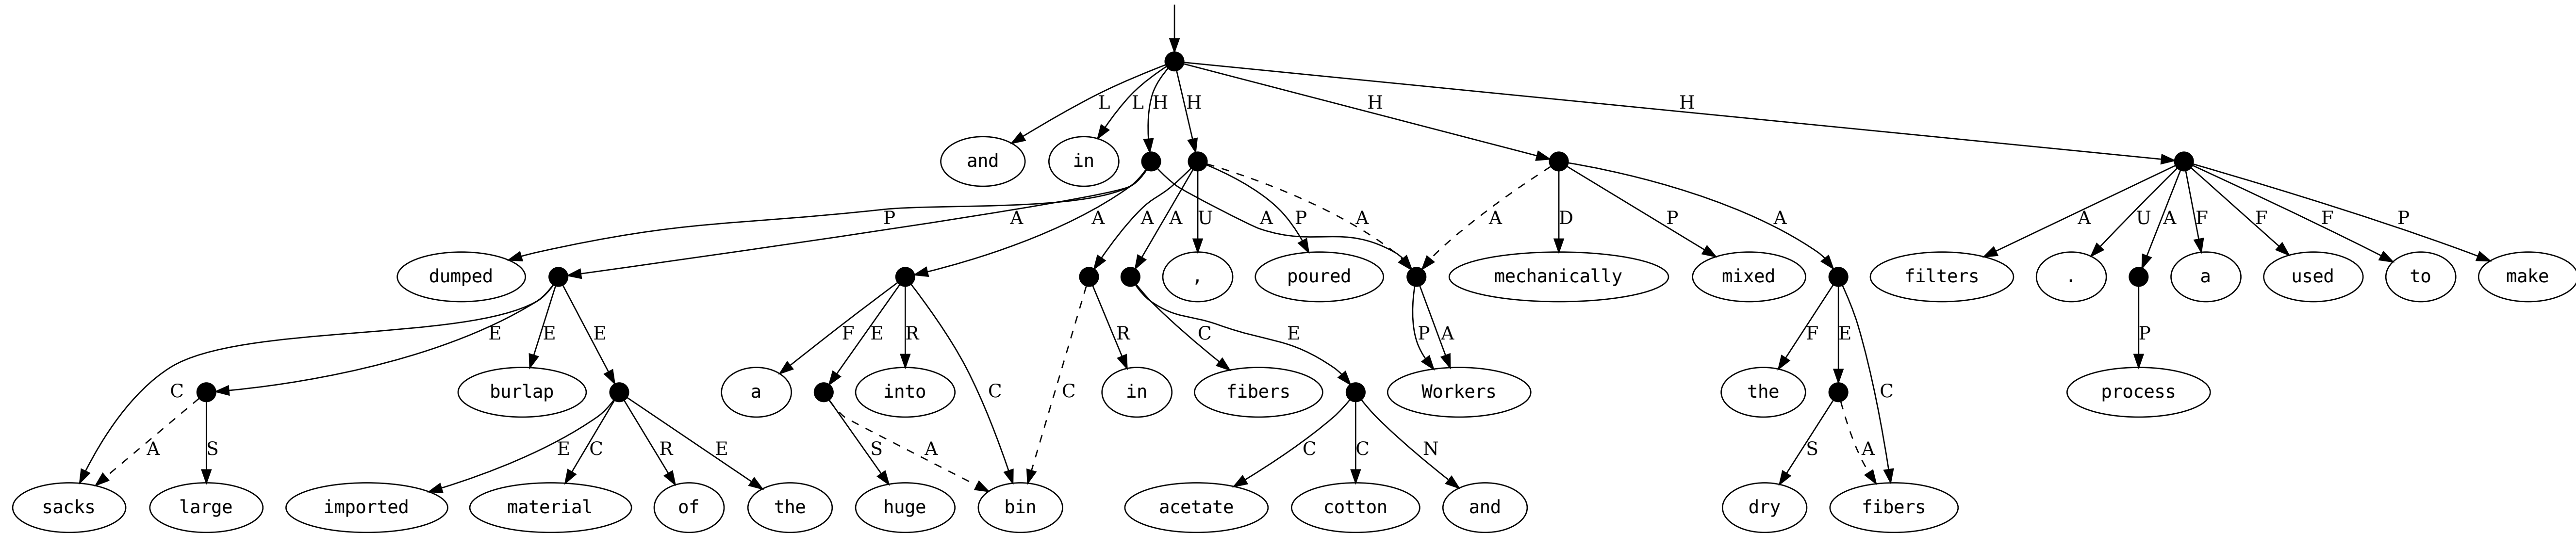 L L H H H H
and in
P A A A A U P A A A D P A A U A F F F P
dumped , poured mechanically mixed filters . a used to make
C E E E F E R C C R C E P A F E C P
burlap a into in fibers Workers the process
A S E C R E S A C C N S A
sacks large imported material of the huge bin acetate cotton and dry fibers